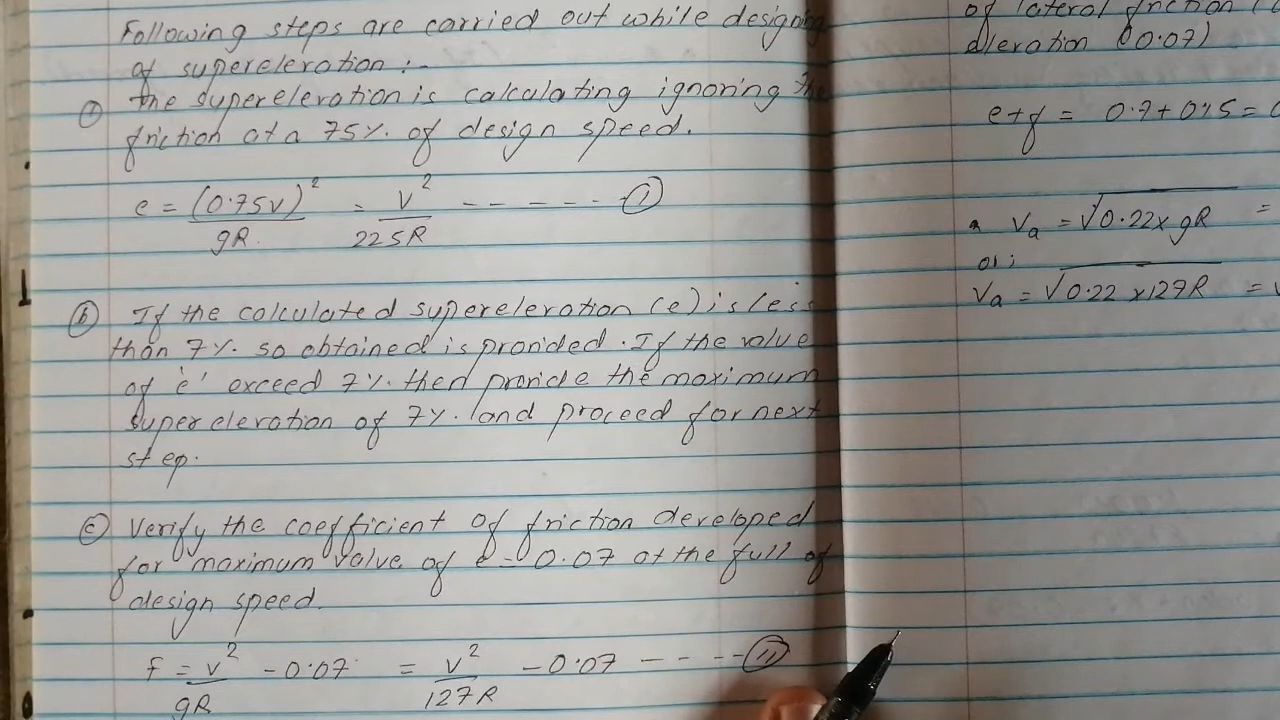 Following steps are carried out while designing
of superelevation :-
ⓐ the superelevation is calculating ignoring the
friction at a 75%. of design speed.
e = (0.75v)² / gR = v² / 225R ------ ①
ⓑ If the calculated superelevation (e) is less
than 7%. so obtained is provided. If the value
of 'e' exceed 7%. then provide the maximum
superelevation of 7%. and proceed for next
step.
ⓒ Verify the coefficient of friction developed
for maximum value of e = 0.07 at the full of
design speed.
f = v² / gR - 0.07 = v² / 127R - 0.07 ----- ⑪
of lateral friction
(0.07)
e+f = 0.7 + 0.15 =
Va = √0.22 x gR =
or;
Va = √0.22 x 127R =